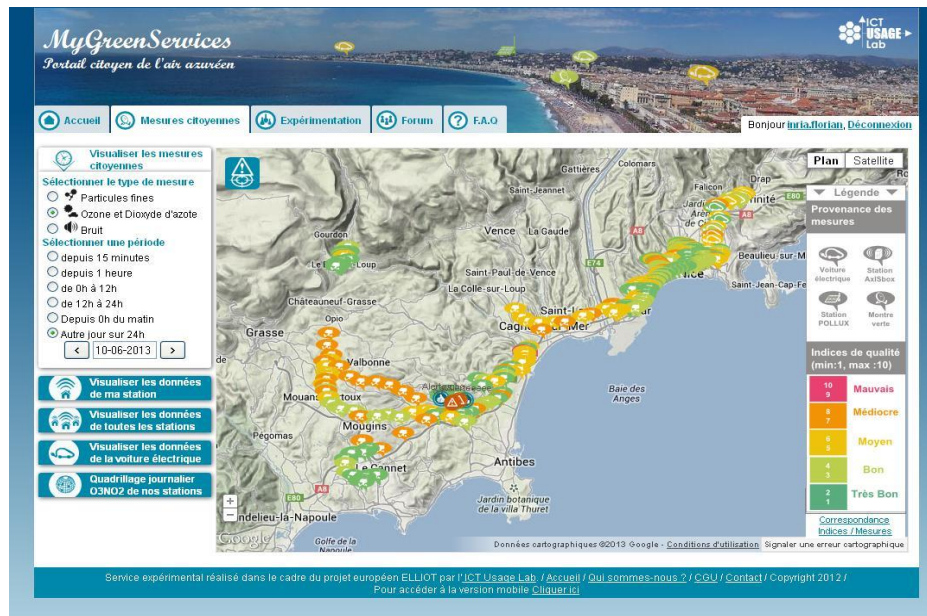 MyGreenServices
Portail citoyen de l'air azuréen
ICT
USAGE
Lab
Accueil
Mesures citoyennes
Expérimentation
Forum
F.A.Q
Bonjour inria.florian, Déconnexion
Visualiser les mesures
citoyennes
Sélectionner le type de mesure
Particules fines
Ozone et Dioxyde d'azote
Bruit
Sélectionner une période
depuis 15 minutes
depuis 1 heure
de 0h à 12h
de 12h à 24h
Depuis 0h du matin
Autre jour sur 24h
< 10-06-2013 >
Visualiser les données
de ma station
Visualiser les données
de toutes les stations
Visualiser les données
de la voiture électrique
Quadrillage journalier
O3NO2 de nos stations
Plan Satellite
Gattières
Colomars
Saint-Jeannet
Falicon
Drap
E80
Gourdon
Vence
La Gaude
A8
A8
Beaulieu-sur-M
E74
Nice
Saint-Paul-de-Vence
Saint-Jean-Cap-Fe
La Colle-sur-Loup
Châteauneuf-Grasse
Opio
Grasse
Valbonne
Mougins
Pégomas
Baie des
Anges
Le Cannet
Antibes
A8
E80
Jardin botanique
de la villa Thuret
ndelieu-la-Napoule
Golfe de la
Napoule
+
-
Google
Légende
Provenance des
mesures
Voiture
électrique
Station
AxISbox
Station
POLLUX
Montre
verte
Indices de qualité
(min:1, max :10)
10
9
Mauvais
8
7
Médiocre
6
5
Moyen
4
3
Bon
2
1
Très Bon
Correspondance
Indices / Mesures
Données cartographiques ©2013 Google - Conditions d'utilisation
Signaler une erreur cartographique
Service expérimental réalisé dans le cadre du projet européen ELLIOT par l'ICT Usage Lab. / Accueil / Qui sommes-nous ? / CGU / Contact / Copyright 2012 /
Pour accéder à la version mobile Cliquer ici